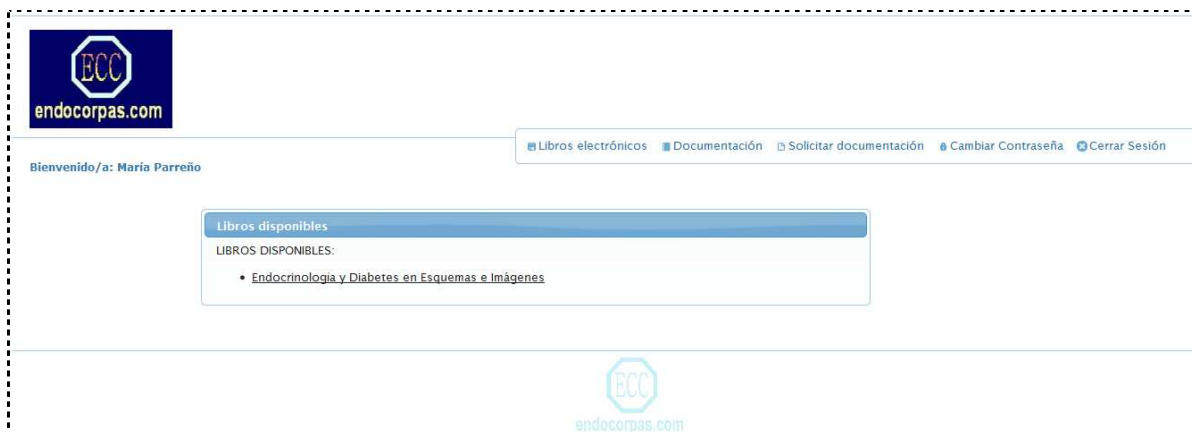 ECC
endocorpas.com
Libros electrónicos Documentación Solicitar documentación Cambiar Contraseña Cerrar Sesión
Bienvenido/a: María Parreño
Libros disponibles
LIBROS DISPONIBLES:
• Endocrinologia y Diabetes en Esquemas e Imágenes
ECC
endocorpas.com